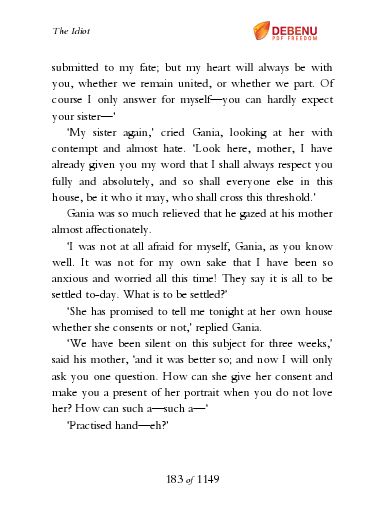 The Idiot
DEBENU
PDF FREEDOM
submitted to my fate; but my heart will always be with
you, whether we remain united, or whether we part. Of
course I only answer for myself—you can hardly expect
your sister—‘
‘My sister again,’ cried Gania, looking at her with
contempt and almost hate. ‘Look here, mother, I have
already given you my word that I shall always respect you
fully and absolutely, and so shall everyone else in this
house, be it who it may, who shall cross this threshold.’
Gania was so much relieved that he gazed at his mother
almost affectionately.
‘I was not at all afraid for myself, Gania, as you know
well. It was not for my own sake that I have been so
anxious and worried all this time! They say it is all to be
settled to-day. What is to be settled?’
‘She has promised to tell me tonight at her own house
whether she consents or not,’ replied Gania.
‘We have been silent on this subject for three weeks,’
said his mother, ‘and it was better so; and now I will only
ask you one question. How can she give her consent and
make you a present of her portrait when you do not love
her? How can such a—such a—‘
‘Practised hand—eh?’
183 of 1149